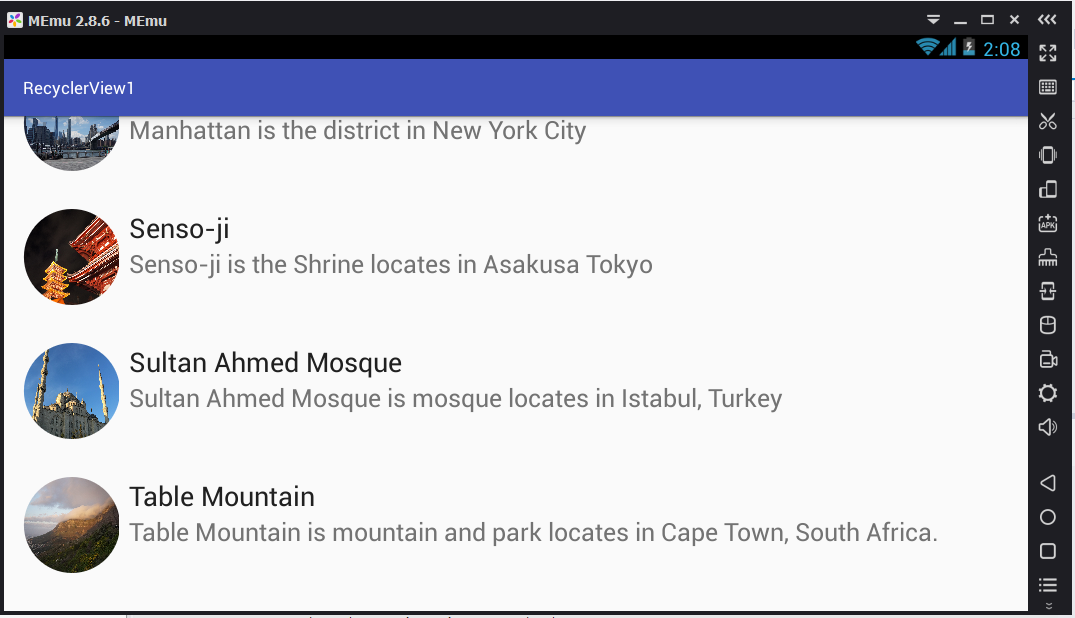 MEmu 2.8.6 - MEmu
2:08
RecyclerView1
Manhattan is the district in New York City
Senso-ji
Senso-ji is the Shrine locates in Asakusa Tokyo
Sultan Ahmed Mosque
Sultan Ahmed Mosque is mosque locates in Istabul, Turkey
Table Mountain
Table Mountain is mountain and park locates in Cape Town, South Africa.
APK